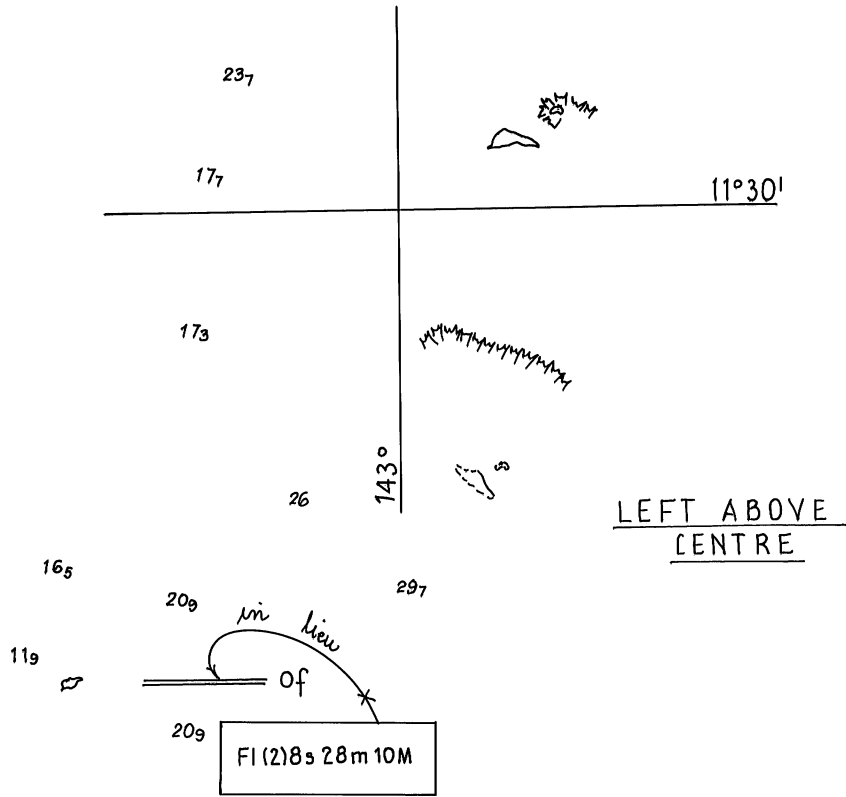 23₇
17₇
11°30'
17₃
143°
26
LEFT ABOVE
CENTRE
16₅
29₇
20₉
in lieu
11₉
Of
20₉
Fl (2)8s 28m 10M